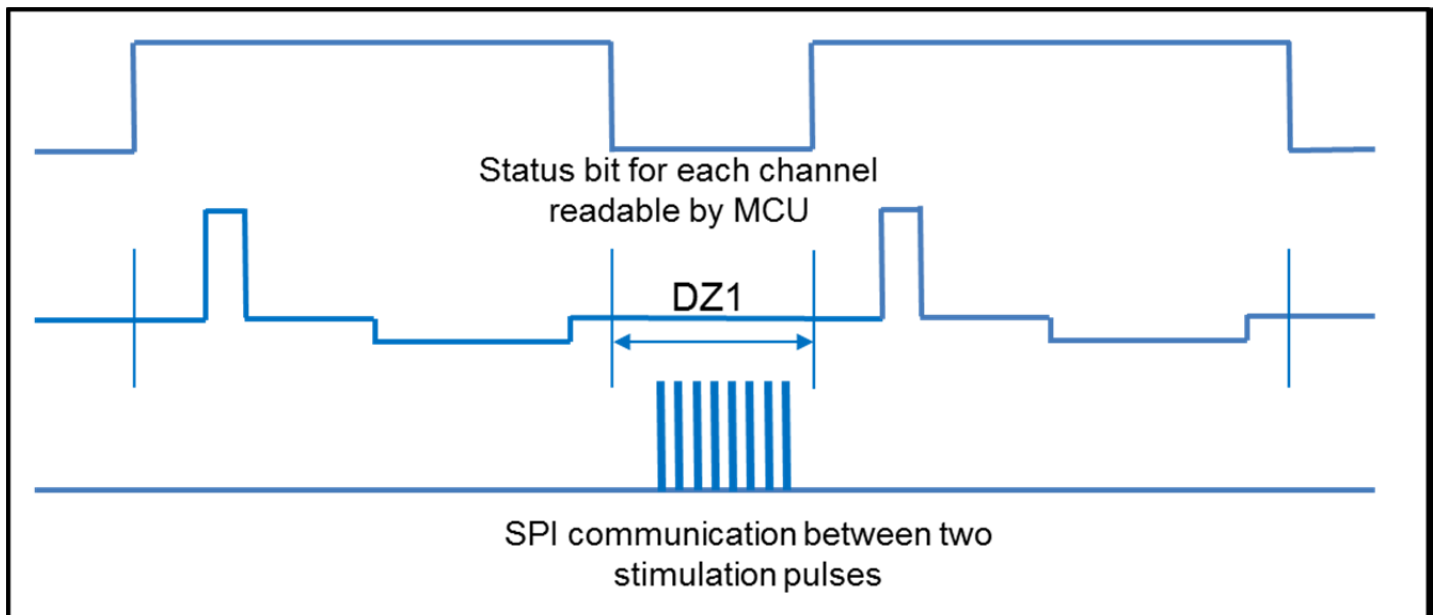 Status bit for each channel
readable by MCU
DZ1
SPI communication between two
stimulation pulses